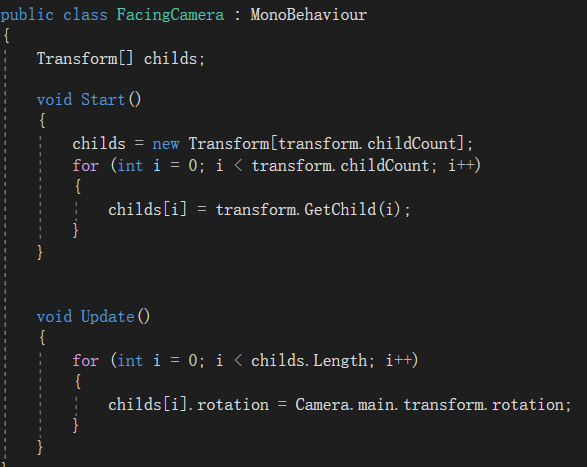 public class FacingCamera : MonoBehaviour
{
    Transform[] childs;
    void Start()
    {
        childs = new Transform[transform.childCount];
        for (int i = 0; i < transform.childCount; i++)
        {
            childs[i] = transform.GetChild(i);
        }
    }
    void Update()
    {
        for (int i = 0; i < childs.Length; i++)
        {
            childs[i].rotation = Camera.main.transform.rotation;
        }
    }
}